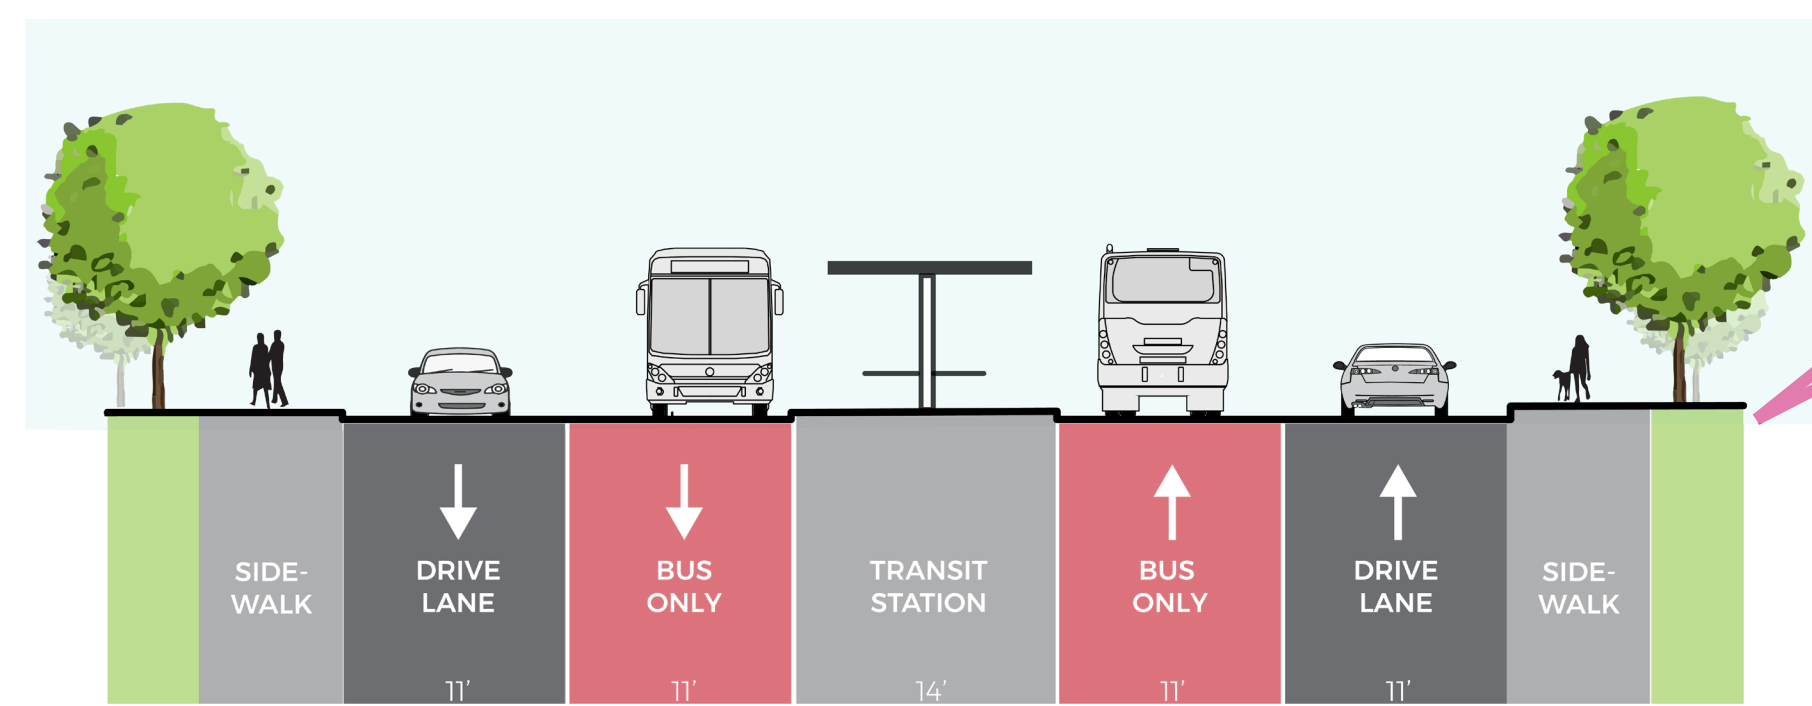 SIDE-
WALK
DRIVE
LANE
11’
BUS
ONLY
11’
TRANSIT
STATION
14’
BUS
ONLY
11’
DRIVE
LANE
11’
SIDE-
WALK